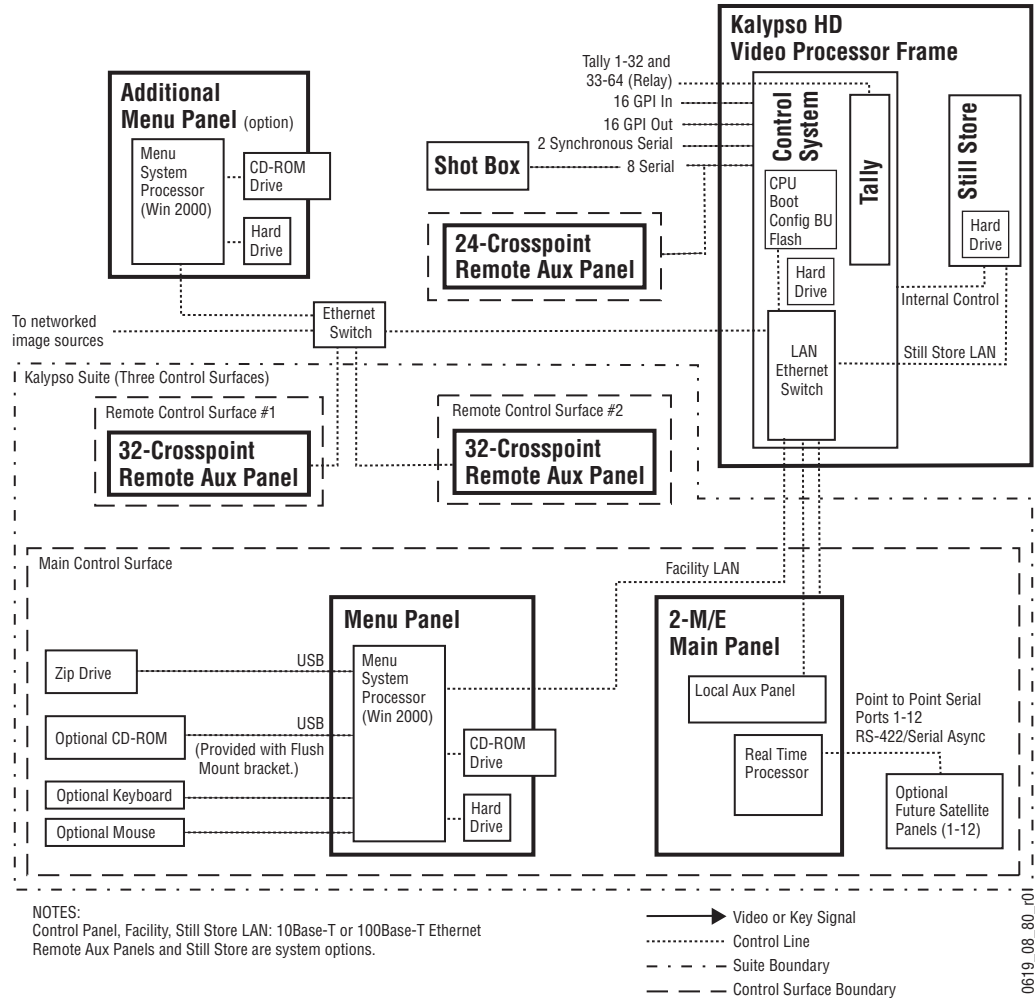 Kalypso HD
Video Processor Frame
Tally 1-32 and
33-64 (Relay)
16 GPI In
16 GPI Out
2 Synchronous Serial
8 Serial
Control
System
Tally
Still Store
CPU
Boot
Config BU
Flash
Hard
Drive
Hard
Drive
Internal Control
LAN
Ethernet
Switch
Still Store LAN
Additional
Menu Panel (option)
Menu
System
Processor
(Win 2000)
CD-ROM
Drive
Hard
Drive
Shot Box
24-Crosspoint
Remote Aux Panel
To networked
image sources
Ethernet
Switch
Kalypso Suite (Three Control Surfaces)
Remote Control Surface #1
32-Crosspoint
Remote Aux Panel
Remote Control Surface #2
32-Crosspoint
Remote Aux Panel
Main Control Surface
Facility LAN
Menu Panel
Menu
System
Processor
(Win 2000)
CD-ROM
Drive
Hard
Drive
Zip Drive
USB
Optional CD-ROM
USB
(Provided with Flush
Mount bracket.)
Optional Keyboard
Optional Mouse
2-M/E
Main Panel
Local Aux Panel
Real Time
Processor
Point to Point Serial
Ports 1-12
RS-422/Serial Async
Optional
Future Satellite
Panels (1-12)
NOTES:
Control Panel, Facility, Still Store LAN: 10Base-T or 100Base-T Ethernet
Remote Aux Panels and Still Store are system options.
Video or Key Signal
Control Line
Suite Boundary
Control Surface Boundary
0619_08_80_r0